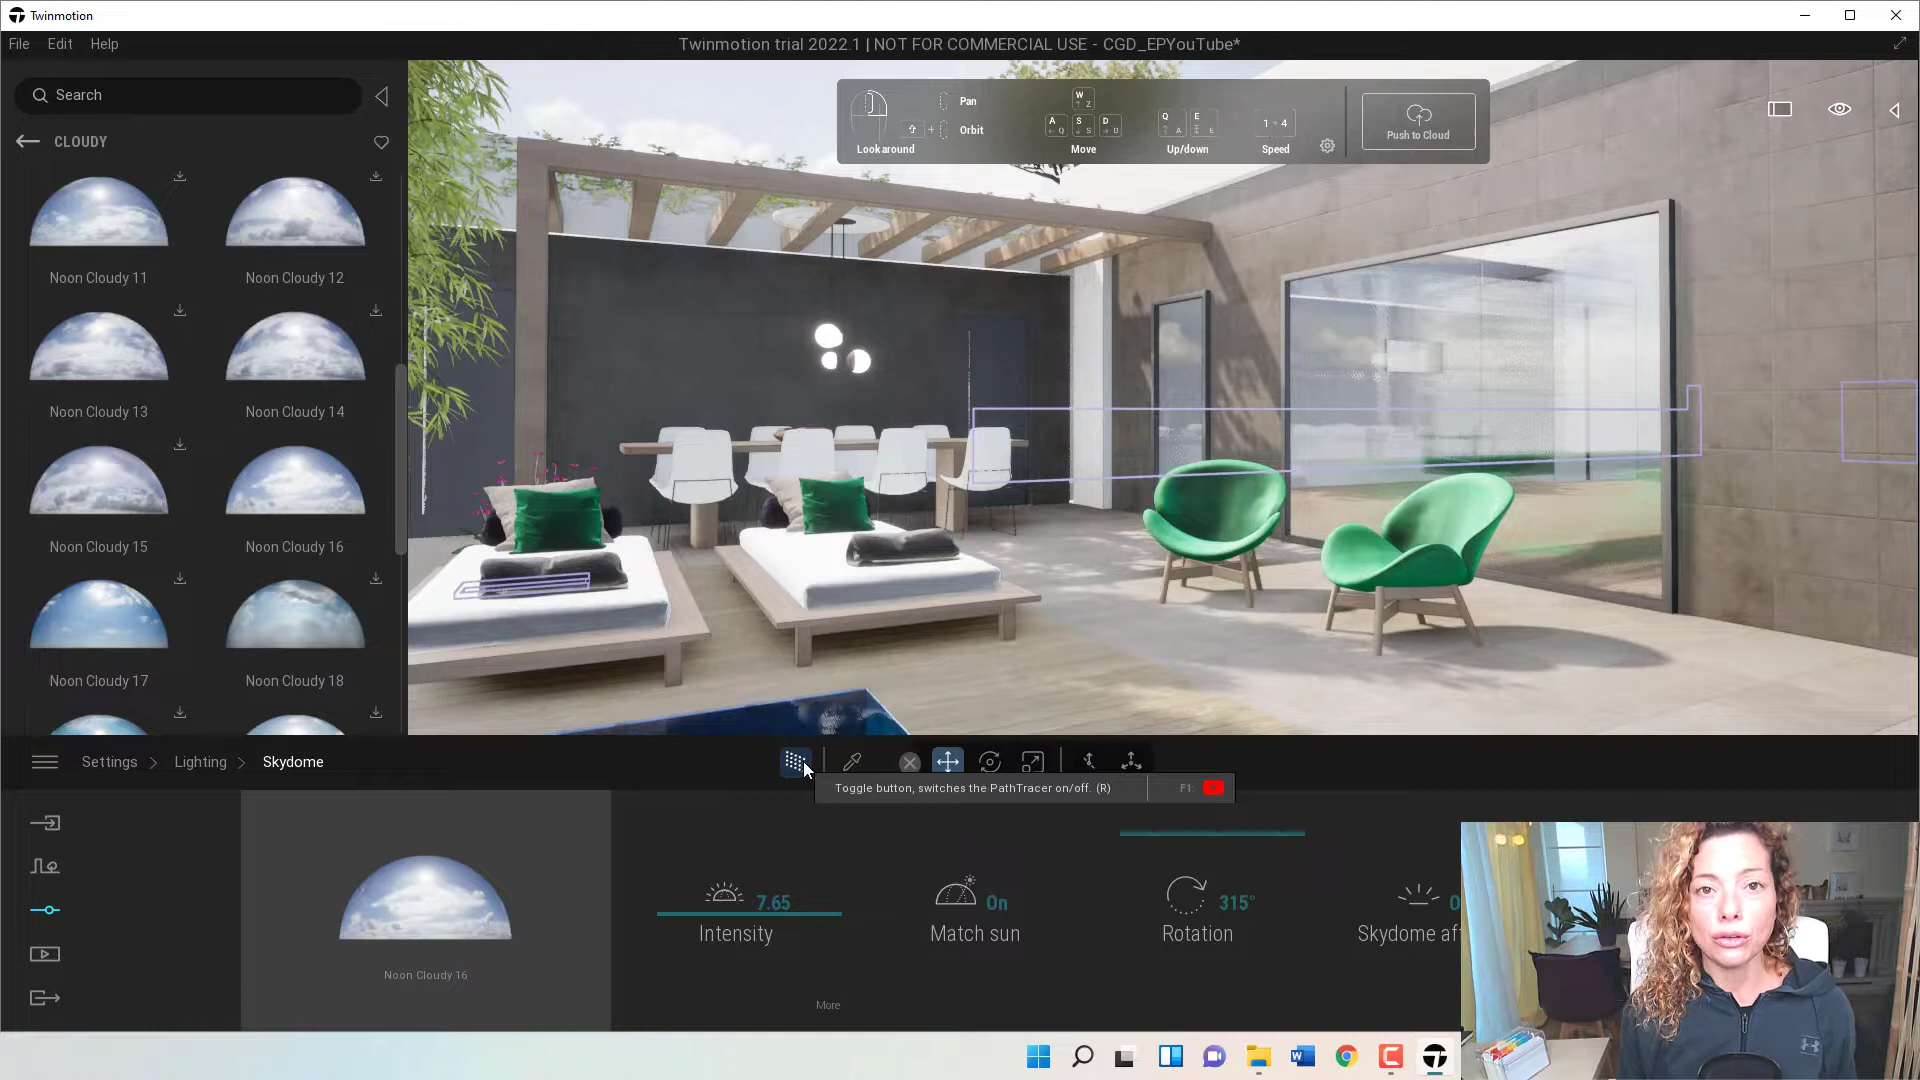 Twinmotion
File Edit Help
Twinmotion trial 2022.1 | NOT FOR COMMERCIAL USE - CGD_EPYouTube*
Search
CLOUDY
Noon Cloudy 11
Noon Cloudy 12
Noon Cloudy 13
Noon Cloudy 14
Noon Cloudy 15
Noon Cloudy 16
Noon Cloudy 17
Noon Cloudy 18
Look around
Pan
Orbit
W
Z
A S D
Q S D
Move
Q E
A E
Up/down
1 4
Speed
Push to Cloud
Settings > Lighting > Skydome
Toggle button, switches the PathTracer on/off. (R)
F1:
Noon Cloudy 16
7.65
Intensity
On
Match sun
315°
Rotation
Skydome af
More